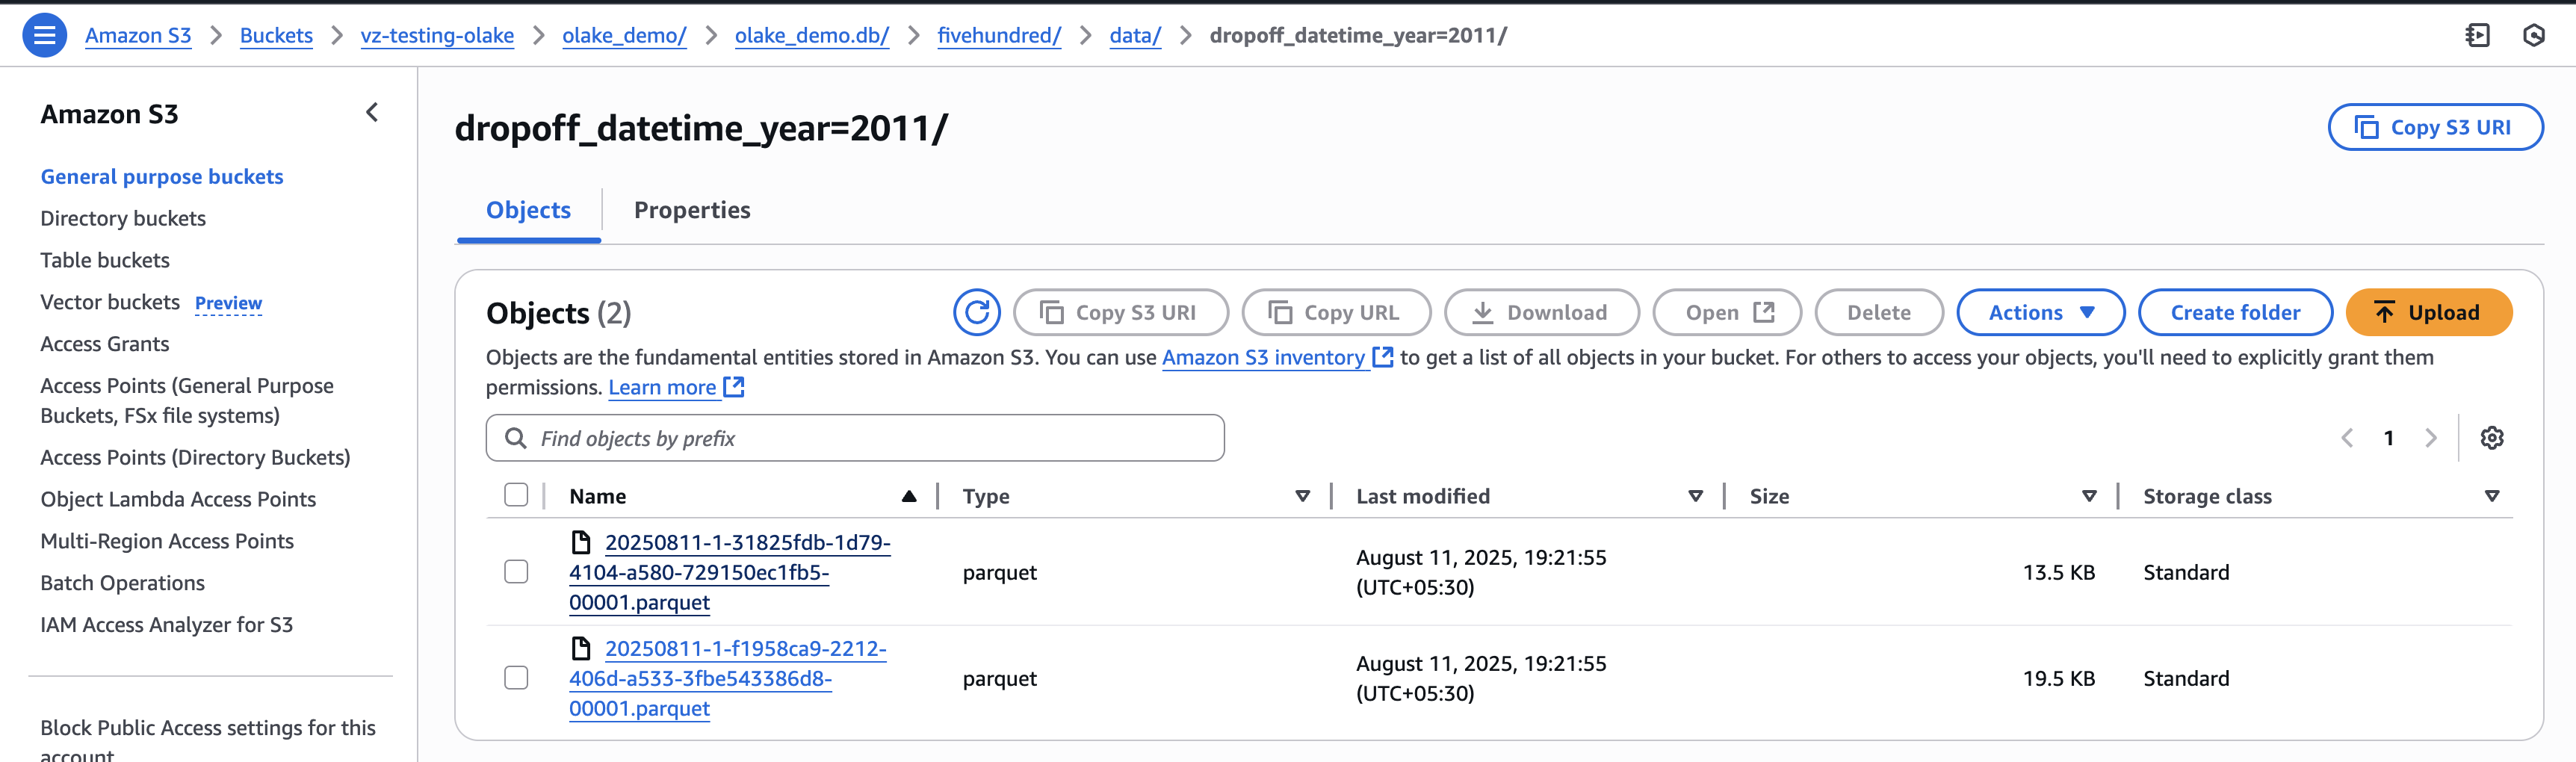 Amazon S3 > Buckets > vz-testing-olake > olake_demo/ > olake_demo.db/ > fivehundred/ > data/ > dropoff_datetime_year=2011/
Amazon S3
General purpose buckets
Directory buckets
Table buckets
Vector buckets Preview
Access Grants
Access Points (General Purpose
Buckets, FSx file systems)
Access Points (Directory Buckets)
Object Lambda Access Points
Multi-Region Access Points
Batch Operations
IAM Access Analyzer for S3
Block Public Access settings for this
account
dropoff_datetime_year=2011/
Copy S3 URI
Objects Properties
Objects (2)
Copy S3 URI Copy URL Download Open Delete Actions Create folder Upload
Objects are the fundamental entities stored in Amazon S3. You can use Amazon S3 inventory to get a list of all objects in your bucket. For others to access your objects, you'll need to explicitly grant them
permissions. Learn more
Find objects by prefix
1
Name Type Last modified Size Storage class
20250811-1-31825fdb-1d79-
4104-a580-729150ec1fb5-
00001.parquet
parquet
August 11, 2025, 19:21:55
(UTC+05:30)
13.5 KB
Standard
20250811-1-f1958ca9-2212-
406d-a533-3fbe543386d8-
00001.parquet
parquet
August 11, 2025, 19:21:55
(UTC+05:30)
19.5 KB
Standard